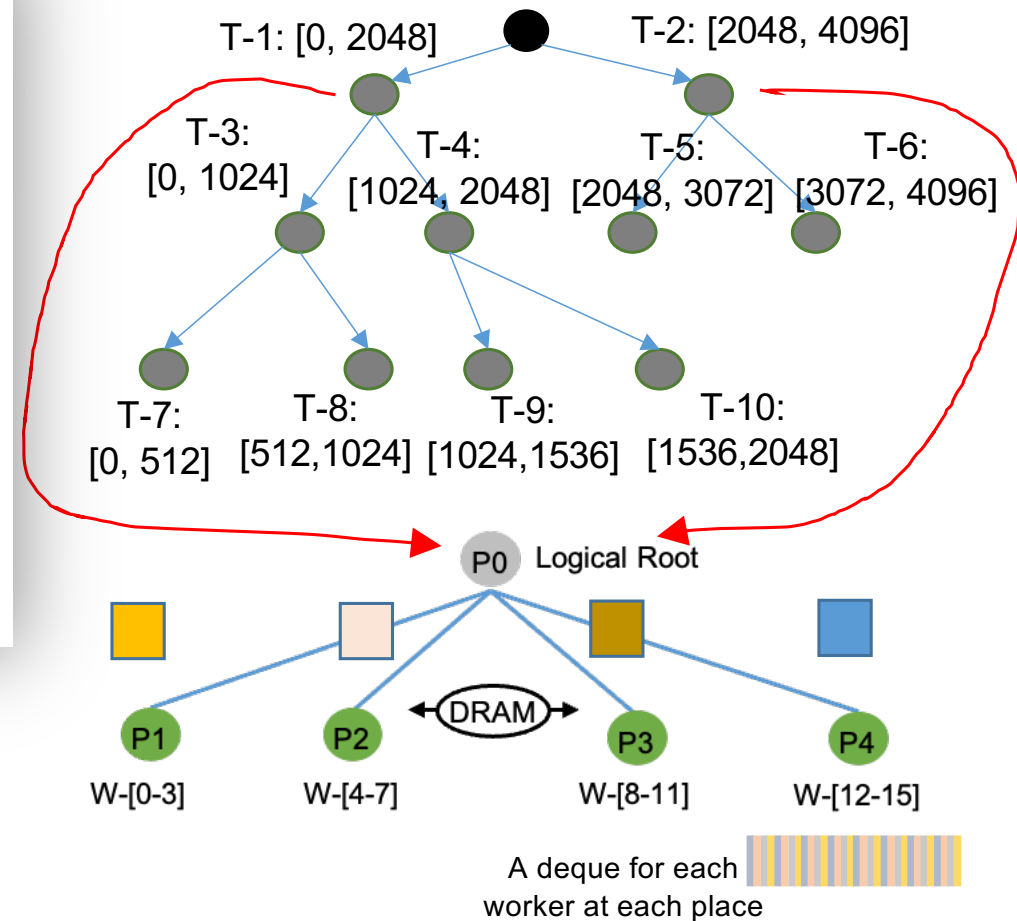 T-1: [0, 2048]
T-2: [2048, 4096]
T-3:
[0, 1024]
T-4:
[1024, 2048]
T-5:
[2048, 3072]
T-6:
[3072, 4096]
T-7:
[0, 512]
T-8:
[512,1024]
T-9:
[1024,1536]
T-10:
[1536,2048]
P0
Logical Root
DRAM
P1
P2
P3
P4
W-[0-3]
W-[4-7]
W-[8-11]
W-[12-15]
A deque for each
worker at each place